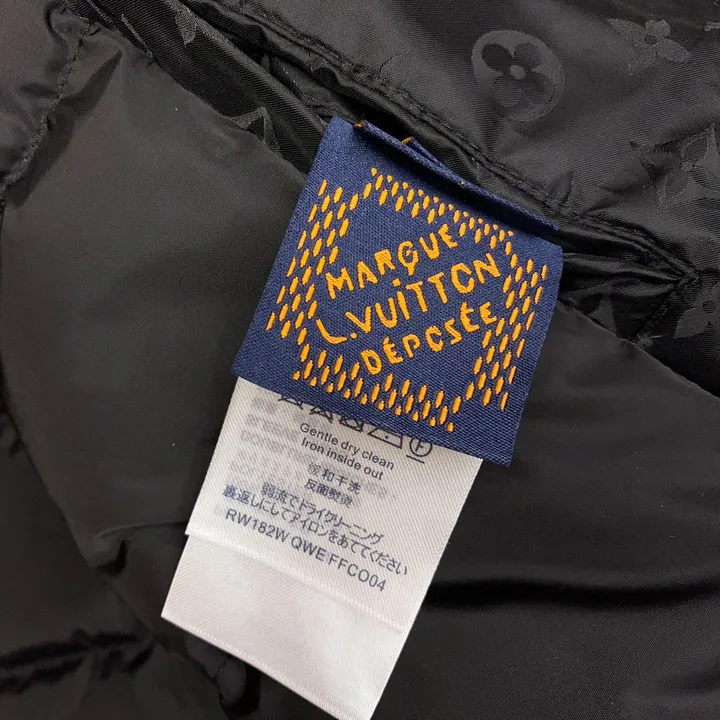 MARQUE
L.VUITTON
DÉPOSÉE
Gentle dry clean
Iron inside out
缓和干洗
反面熨烫
弱流でドライクリーニング
裏返しにしてアイロンをあててください
RW182W QWE FFCO04